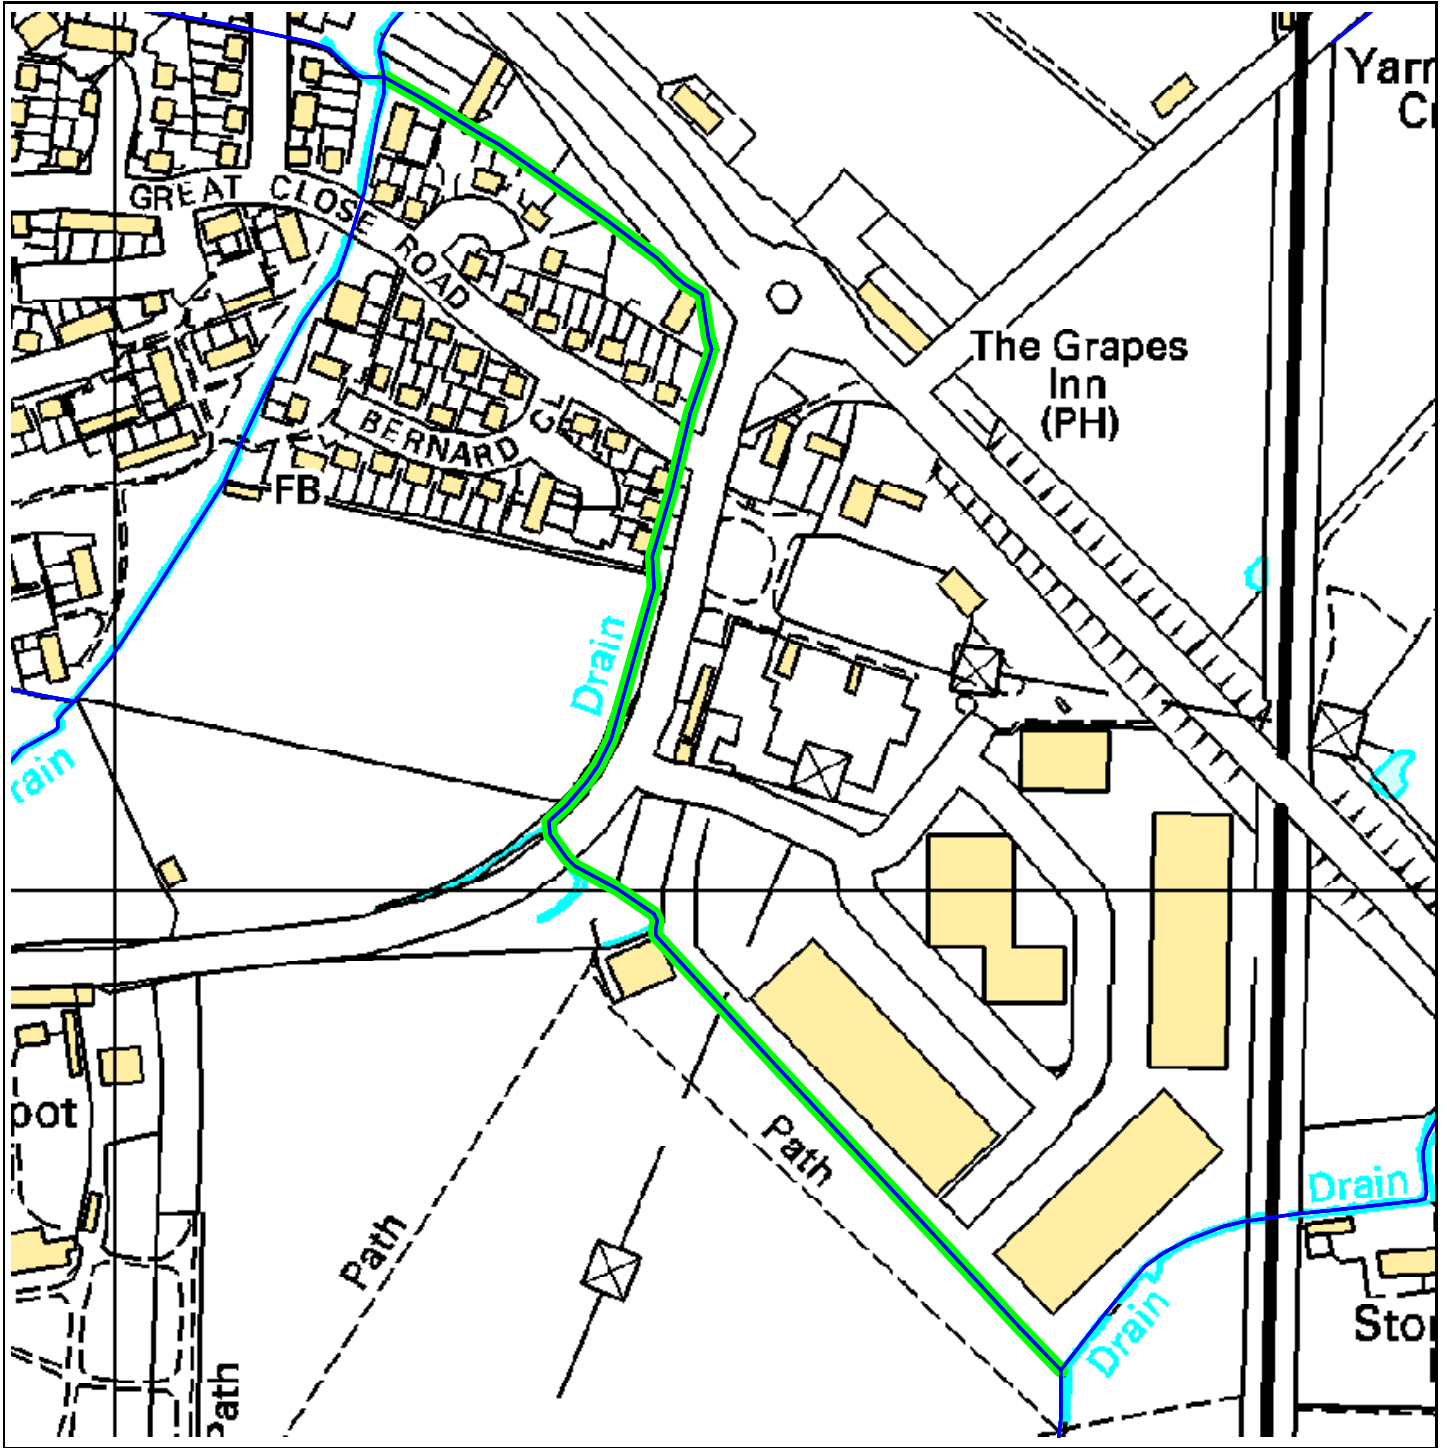 Yarr
GREAT CLOSE ROAD
The Grapes
Inn
(PH)
BERNARD CL
FB
Drain
rain
pot
Path
Path
Path
Drain
Drain
Stor